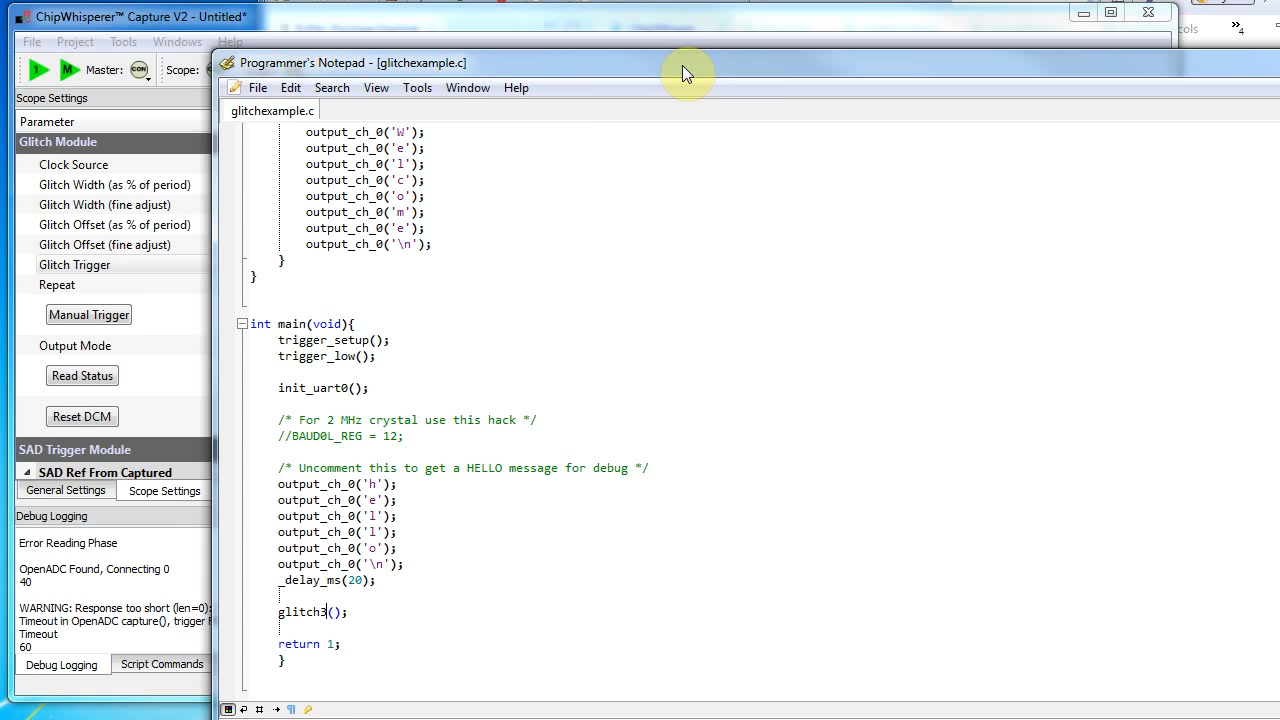 ChipWhisperer™ Capture V2 - Untitled*
File Project Tools Windows Help
1 M Master: CON Scope:
Scope Settings
Parameter
Glitch Module
Clock Source
Glitch Width (as % of period)
Glitch Width (fine adjust)
Glitch Offset (as % of period)
Glitch Offset (fine adjust)
Glitch Trigger
Repeat
Manual Trigger
Output Mode
Read Status
Reset DCM
SAD Trigger Module
SAD Ref From Captured
General Settings Scope Settings
Debug Logging
Error Reading Phase
OpenADC Found, Connecting 0
40
WARNING: Response too short (len=0):
Timeout in OpenADC capture(), trigger F
Timeout
60
Debug Logging Script Commands
Programmer's Notepad - [glitchexample.c]
File Edit Search View Tools Window Help
glitchexample.c
output_ch_0('W');
output_ch_0('e');
output_ch_0('l');
output_ch_0('c');
output_ch_0('o');
output_ch_0('m');
output_ch_0('e');
output_ch_0('\n');
}
}
int main(void){
trigger_setup();
trigger_low();
init_uart0();
/* For 2 MHz crystal use this hack */
//BAUD0L_REG = 12;
/* Uncomment this to get a HELLO message for debug */
output_ch_0('h');
output_ch_0('e');
output_ch_0('l');
output_ch_0('l');
output_ch_0('o');
output_ch_0('\n');
_delay_ms(20);
glitch3();
return 1;
}
cols
4